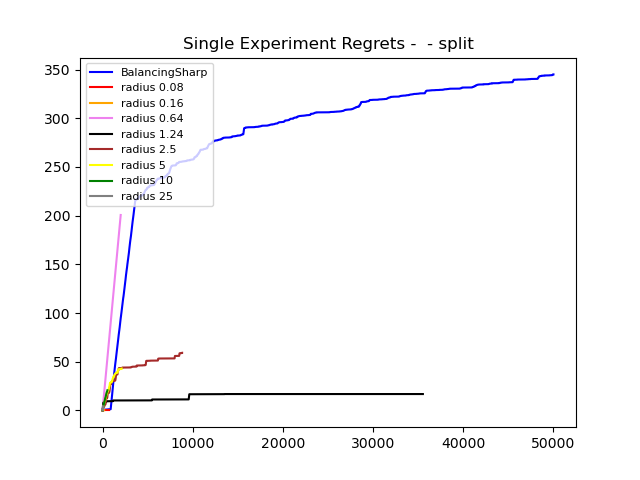 Single Experiment Regrets -  - split
350
300
250
200
150
100
50
0
BalancingSharp
radius 0.08
radius 0.16
radius 0.64
radius 1.24
radius 2.5
radius 5
radius 10
radius 25
0 10000 20000 30000 40000 50000